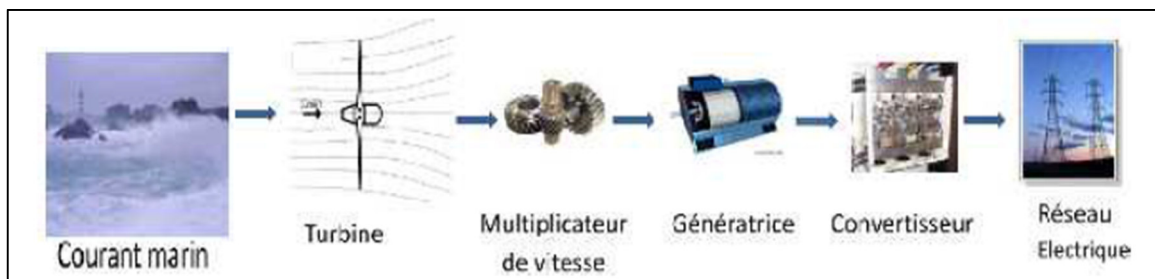 Courant marin
Turbine
Multiplicateur
de vitesse
Génératrice
Convertisseur
Réseau
Electrique